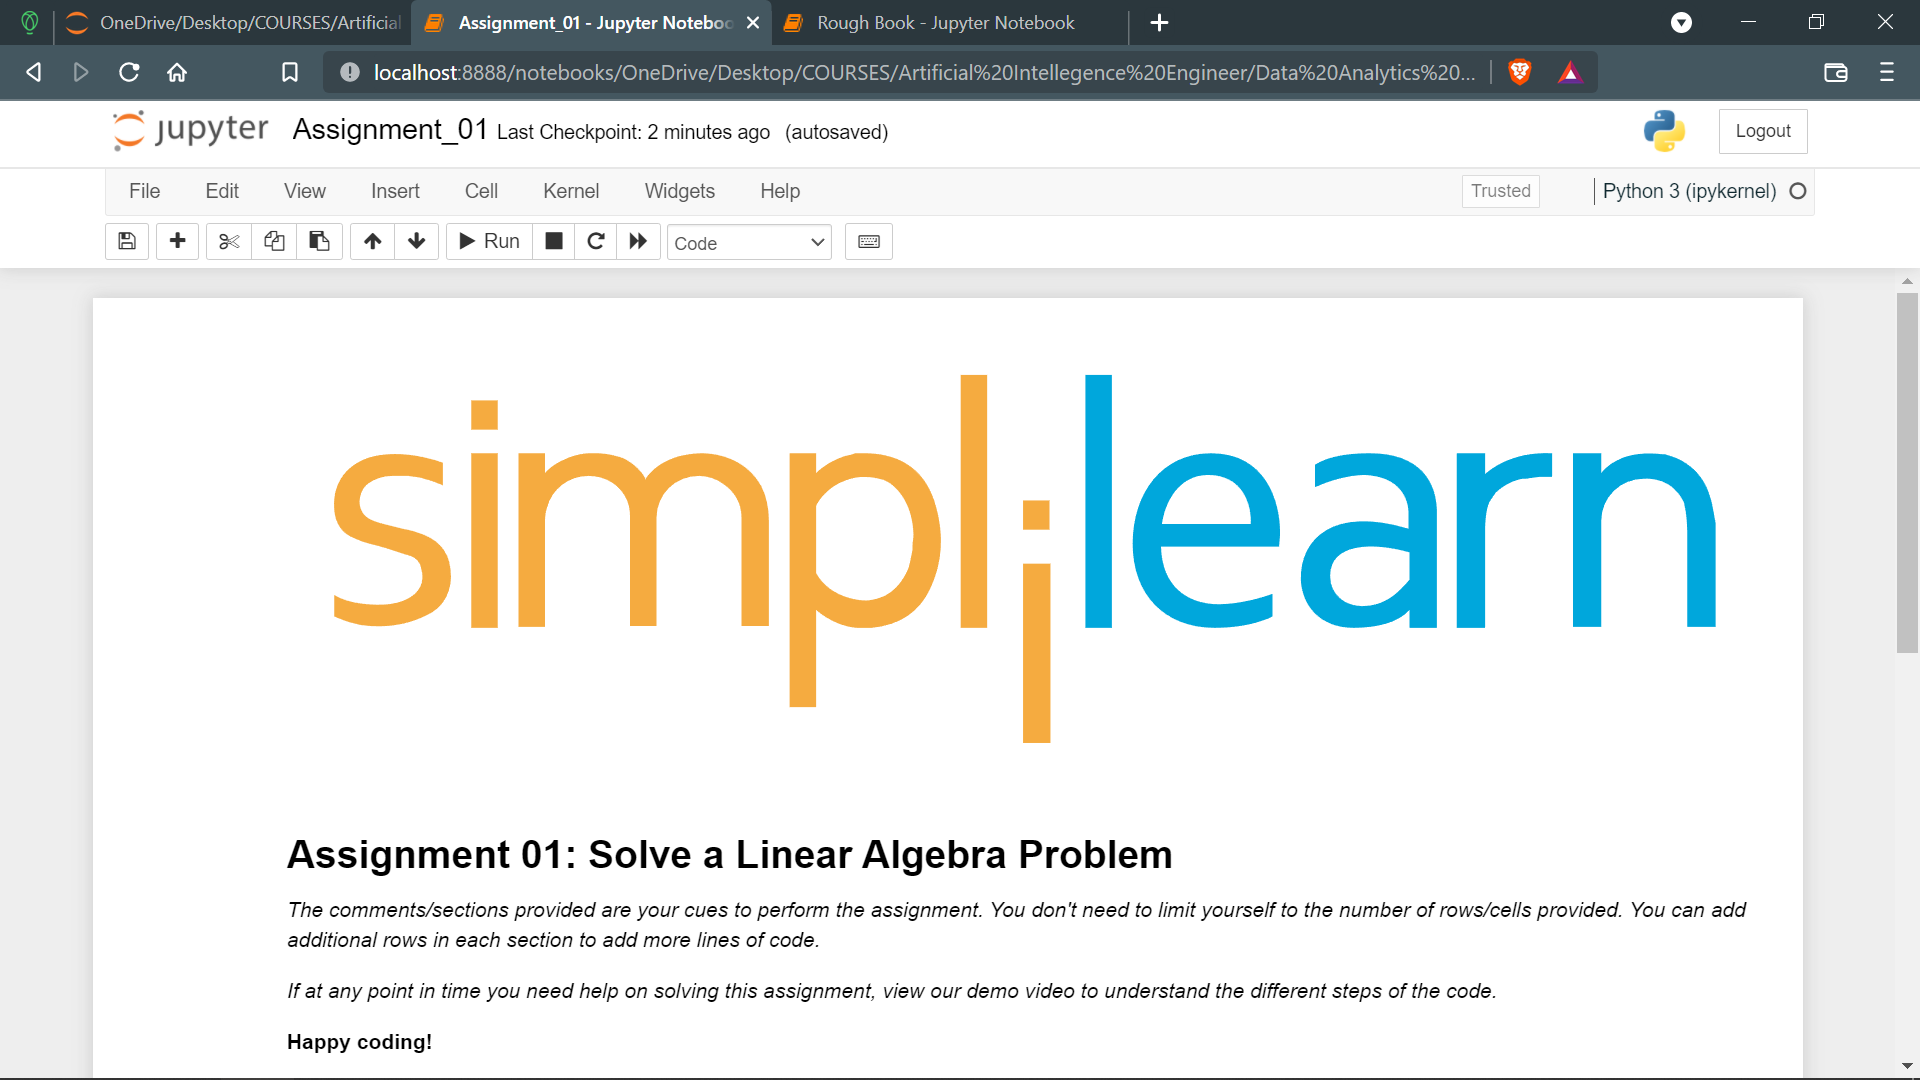 OneDrive/Desktop/COURSES/Artificial
Assignment_01 - Jupyter Noteboo
Rough Book - Jupyter Notebook
localhost:8888/notebooks/OneDrive/Desktop/COURSES/Artificial%20Intellegence%20Engineer/Data%20Analytics%20...
jupyter Assignment_01 Last Checkpoint: 2 minutes ago (autosaved)
Logout
File Edit View Insert Cell Kernel Widgets Help
Trusted
Python 3 (ipykernel)
Run
Code
simplilearn
Assignment 01: Solve a Linear Algebra Problem
The comments/sections provided are your cues to perform the assignment. You don't need to limit yourself to the number of rows/cells provided. You can add
additional rows in each section to add more lines of code.
If at any point in time you need help on solving this assignment, view our demo video to understand the different steps of the code.
Happy coding!